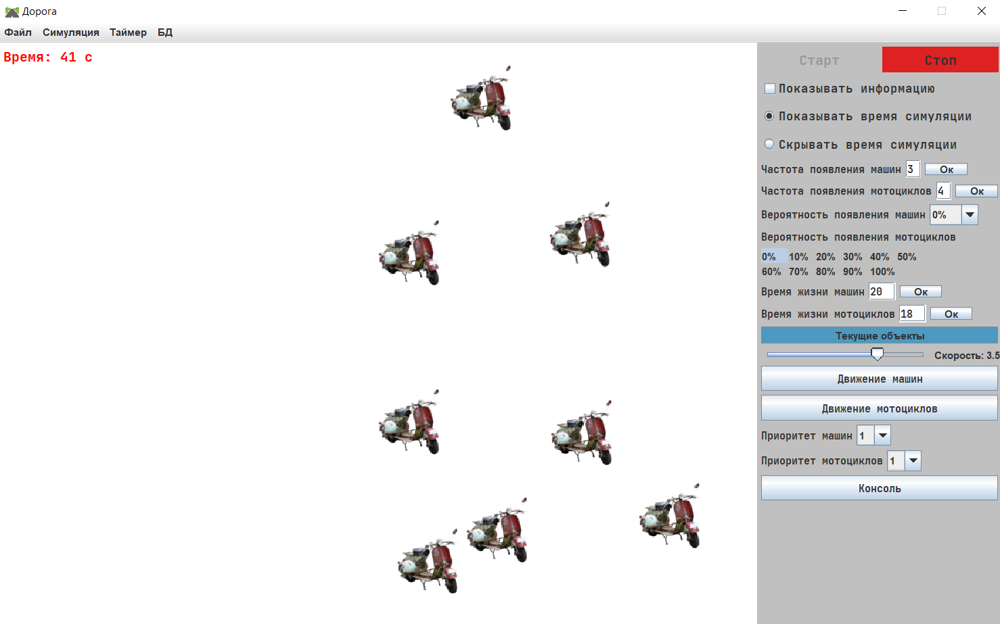 Дорога
Файл Симуляция Таймер БД
Время: 41 с
Старт Стоп
Показывать информацию
Показывать время симуляции
Скрывать время симуляции
Частота появления машин 3 Ок
Частота появления мотоциклов 4 Ок
Вероятность появления машин 0%
Вероятность появления мотоциклов
0% 10% 20% 30% 40% 50%
60% 70% 80% 90% 100%
Время жизни машин 20 Ок
Время жизни мотоциклов 18 Ок
Текущие объекты
Скорость: 3.5
Движение машин
Движение мотоциклов
Приоритет машин 1
Приоритет мотоциклов 1
Консоль